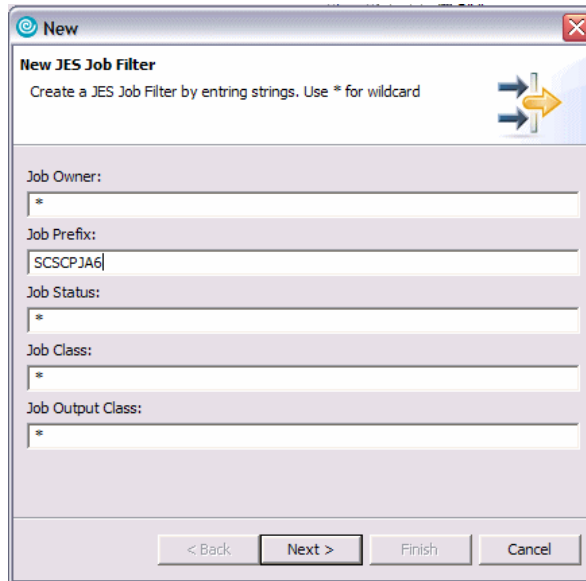 New
New JES Job Filter
Create a JES Job Filter by entring strings. Use * for wildcard
Job Owner:
*
Job Prefix:
SCSCPJA6
Job Status:
*
Job Class:
*
Job Output Class:
*
< Back Next > Finish Cancel